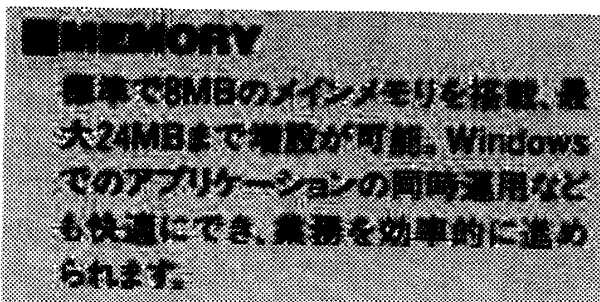 ■MEMORY
標準で8MBのメインメモリを搭載、最
大24MBまで増設が可能。Windows
でのアプリケーションの同時運用など
も快適にでき、業務を効率的に進め
られます。